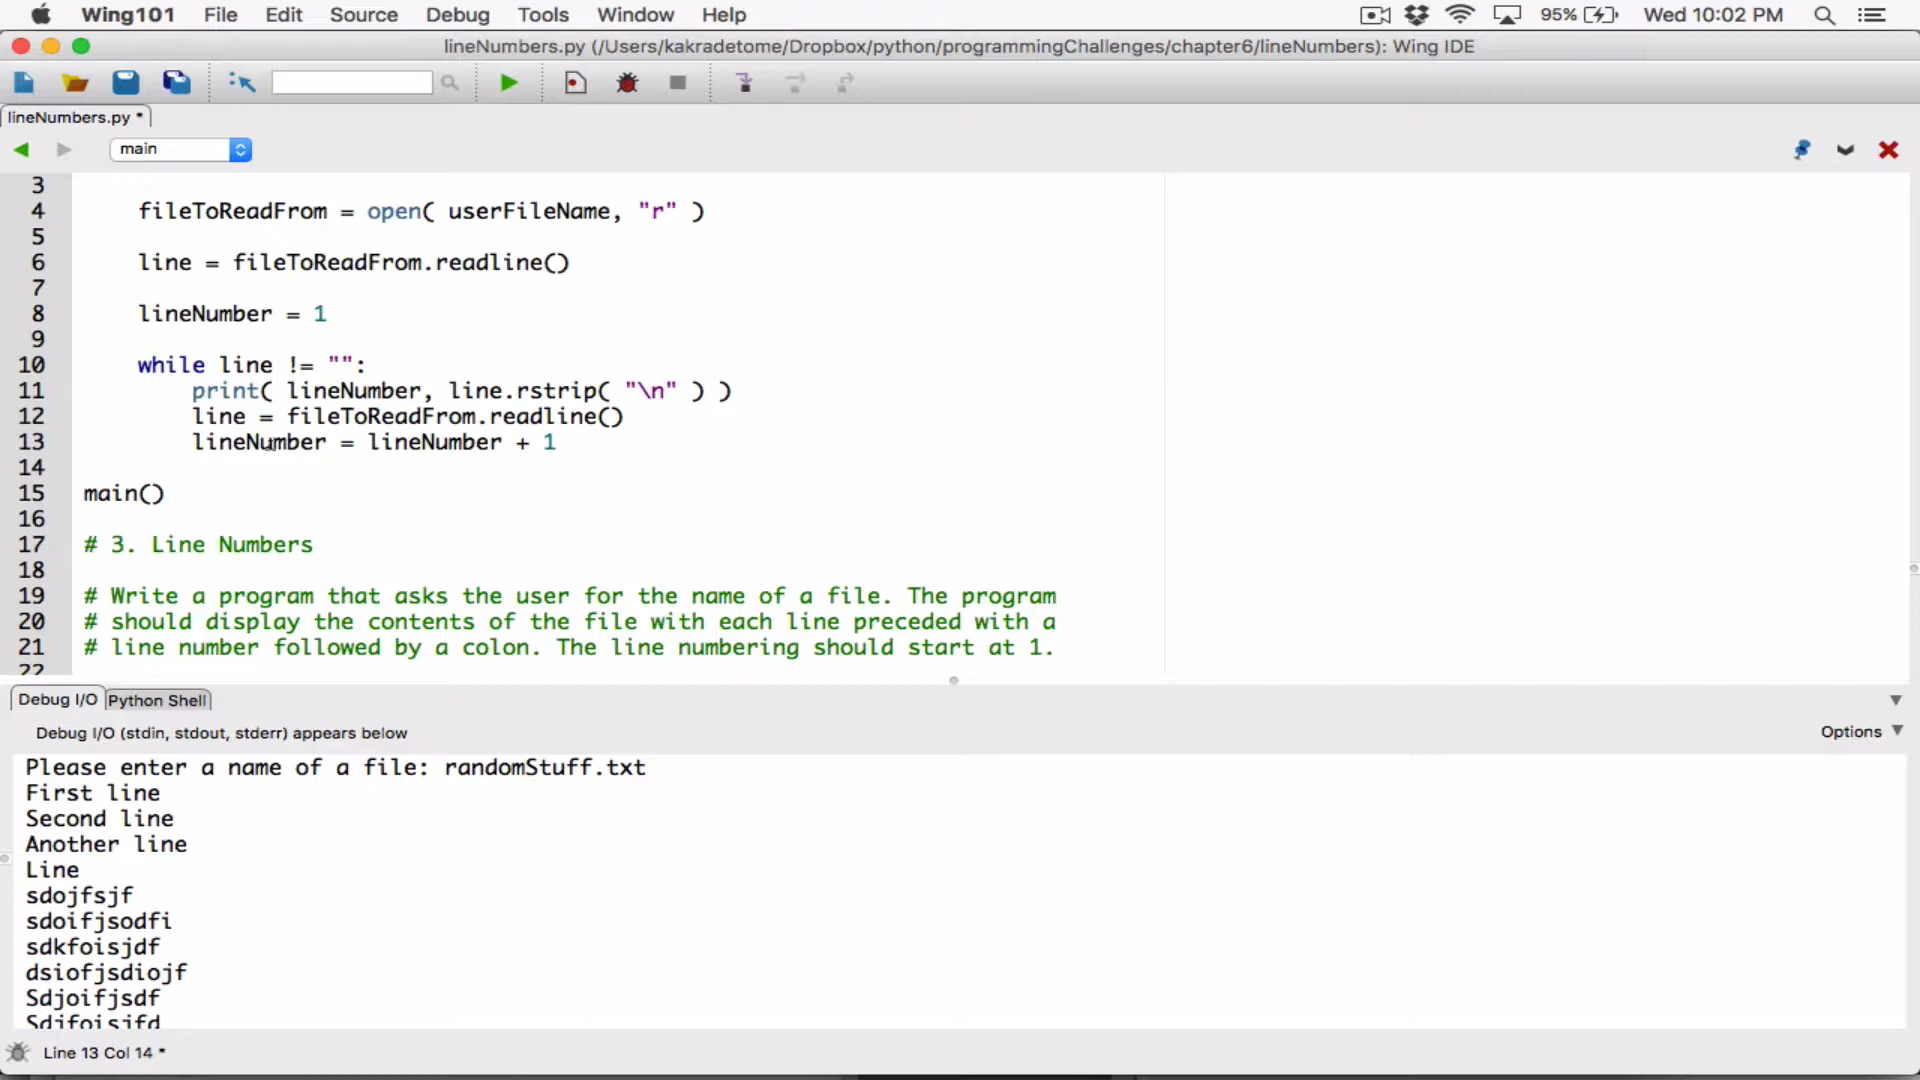 Wing101 File Edit Source Debug Tools Window Help 95% Wed 10:02 PM
lineNumbers.py (/Users/kakradetome/Dropbox/python/programmingChallenges/chapter6/lineNumbers): Wing IDE
lineNumbers.py *
main
3
4 fileToReadFrom = open( userFileName, "r" )
5
6 line = fileToReadFrom.readline()
7
8 lineNumber = 1
9
10 while line != "":
11 print( lineNumber, line.rstrip( "\n" ) )
12 line = fileToReadFrom.readline()
13 lineNumber = lineNumber + 1
14
15 main()
16
17 # 3. Line Numbers
18
19 # Write a program that asks the user for the name of a file. The program
20 # should display the contents of the file with each line preceded with a
21 # line number followed by a colon. The line numbering should start at 1.
22
Debug I/O Python Shell
Debug I/O (stdin, stdout, stderr) appears below Options
Please enter a name of a file: randomStuff.txt
First line
Second line
Another line
Line
sdojfsjf
sdoifjsodfi
sdkfoisjdf
dsiofjsdiojf
Sdjoifjsdf
Sdifoisifd
Line 13 Col 14 *